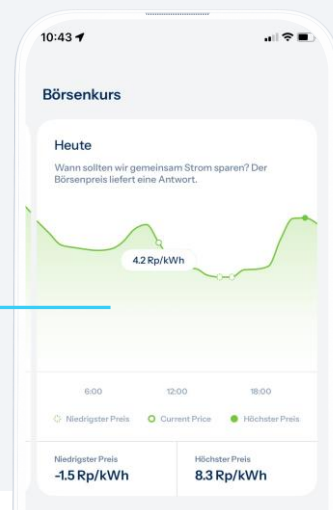 10:43
Börsenkurs
Heute
Wann sollten wir gemeinsam Strom sparen? Der
Börsenpreis liefert eine Antwort.
4.2 Rp/kWh
6:00 12:00 18:00
Niedrigster Preis Current Price Höchster Preis
Niedrigster Preis Höchster Preis
-1.5 Rp/kWh 8.3 Rp/kWh